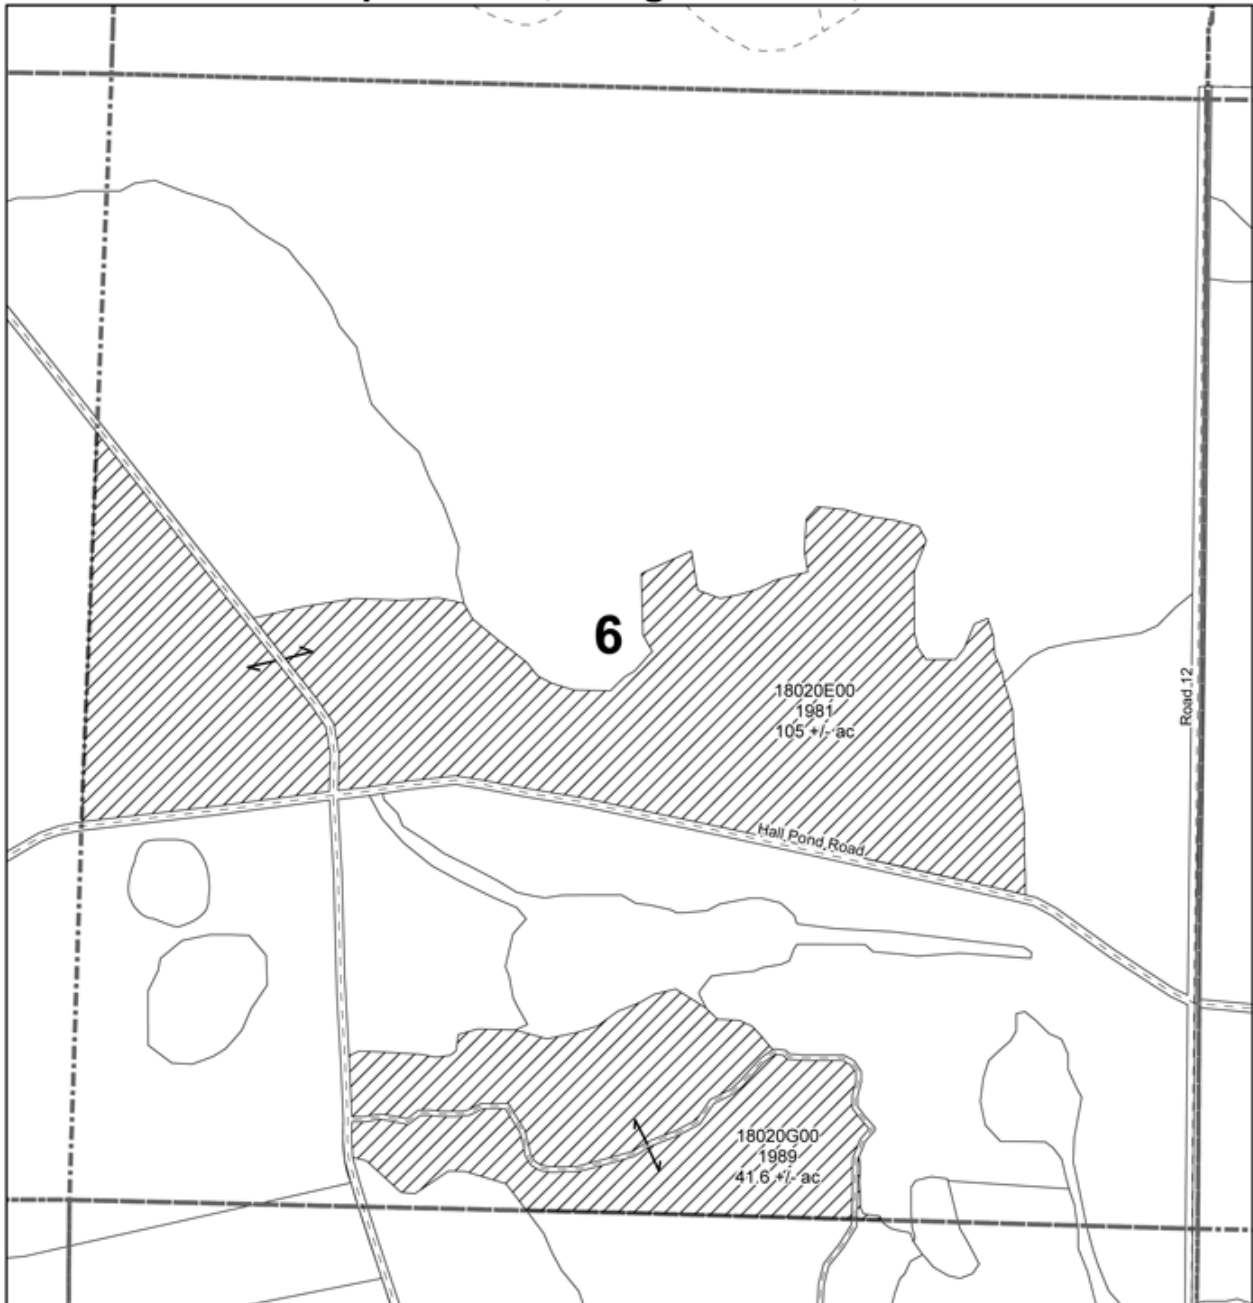 6
18020E00
1981
105 +/- ac
Road 12
Hall Pond Road
18020G00
1989
41.6 +/- ac